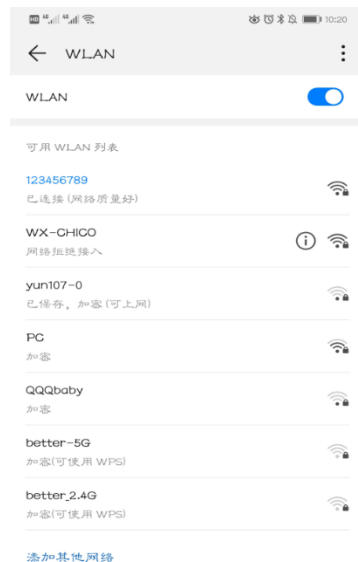 10:20
WLAN
WLAN
可用 WLAN 列表
123456789
已连接(网络质量好)
WX-CHICO
网络拒绝接入
yun107-0
已保存，加密(可上网)
PC
加密
QQQbaby
加密
better-5G
加密(可使用 WPS)
better_2.4G
加密(可使用 WPS)
添加其他网络